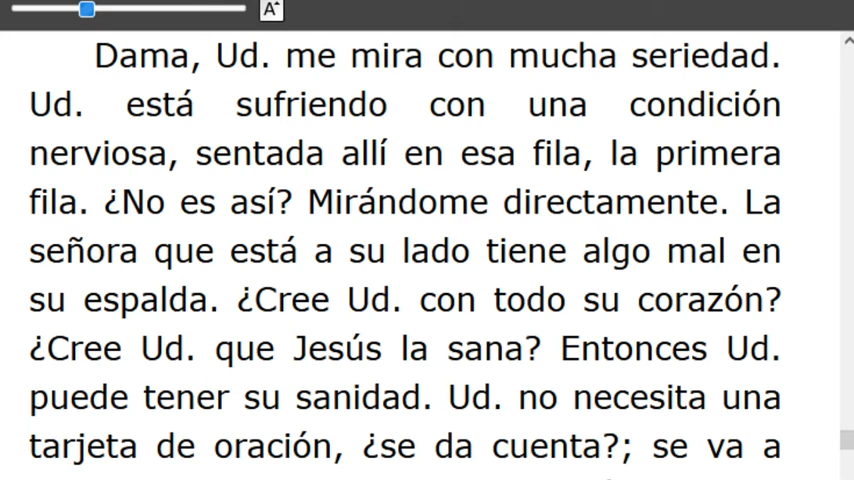 A
Dama, Ud. me mira con mucha seriedad.
Ud. está sufriendo con una condición
nerviosa, sentada allí en esa fila, la primera
fila. ¿No es así? Mirándome directamente. La
señora que está a su lado tiene algo mal en
su espalda. ¿Cree Ud. con todo su corazón?
¿Cree Ud. que Jesús la sana? Entonces Ud.
puede tener su sanidad. Ud. no necesita una
tarjeta de oración, ¿se da cuenta?; se va a